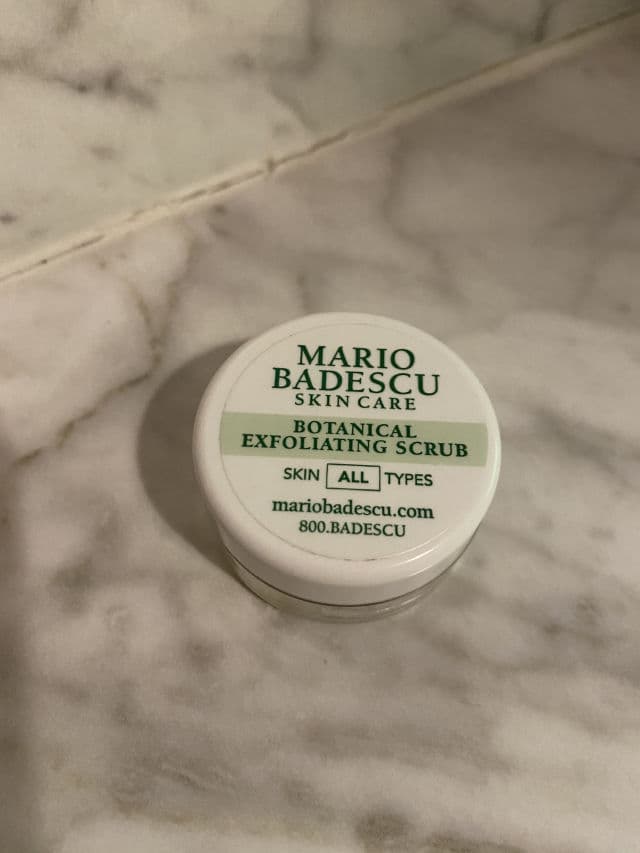 MARIO
BADESCU
SKIN CARE
BOTANICAL
EXFOLIATING SCRUB
SKIN ALL TYPES
mariobadescu.com
800.BADESCU